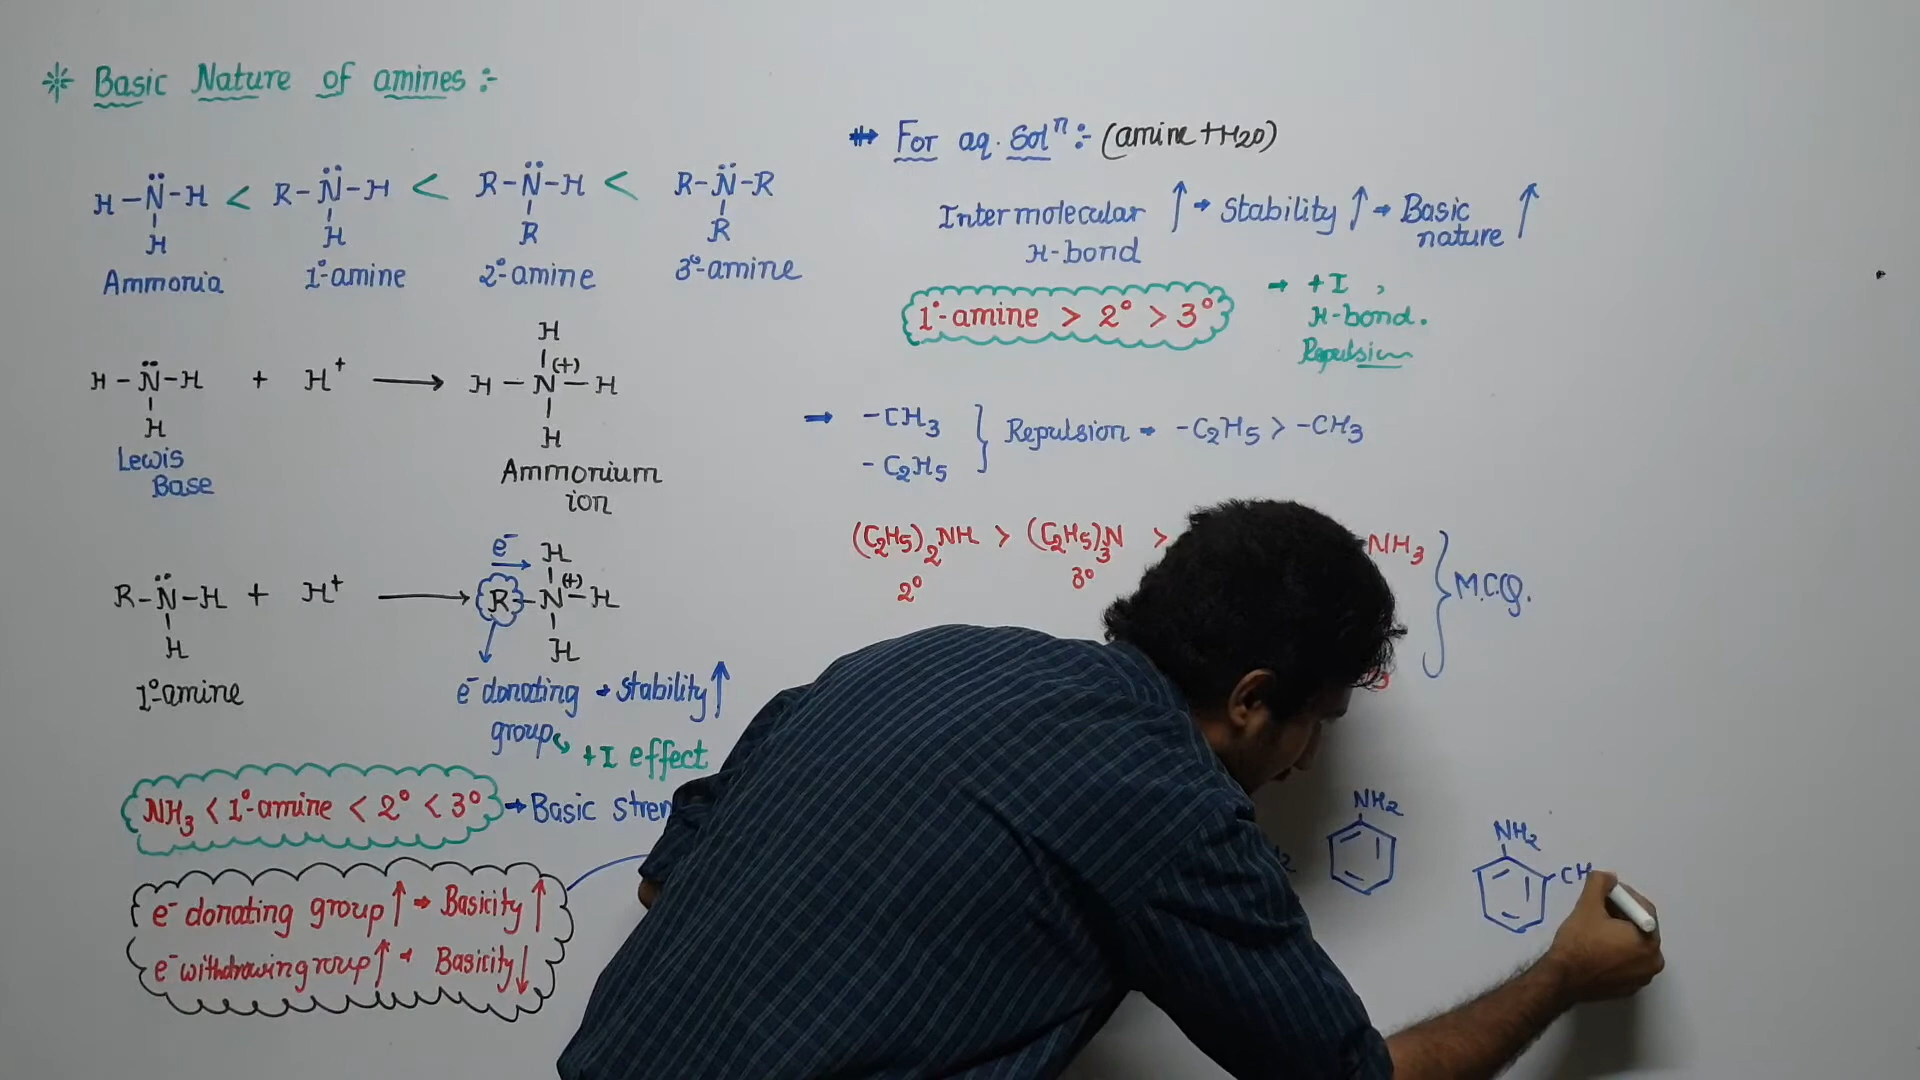 * Basic Nature of amines :-
H-N̈-H < R-N̈-H < R-N̈-H < R-N̈-R
H H R R
Ammonia 1°-amine 2°-amine 3°-amine
H
H-N̈-H + H⁺ ⟶ H-N-H (+)
H H
Lewis Base Ammonium ion
e⁻ → H
R-N̈-H + H⁺ ⟶ R-N-H (+)
H H
1°-amine
e⁻ donating group → Stability ↑
+I effect
NH₃ < 1°-amine < 2° < 3° → Basic
e⁻ donating group ↑ → Basicity ↑
e⁻ withdrawing group ↑ → Basicity ↓
For aq. Solⁿ :- (amine + H2O)
Intermolecular H-bond ↑ → Stability ↑ → Basic nature ↑
1°-amine > 2° > 3° → +I ,
H-bond.
Repulsion
→ -CH₃
-C₂H₅ } Repulsion → -C₂H₅ > -CH₃
(C₂H₅)₂NH > (C₂H₅)₃N > NH₃ } M.C.Q.
2° 3°
3
NH₂ NH₂
CH